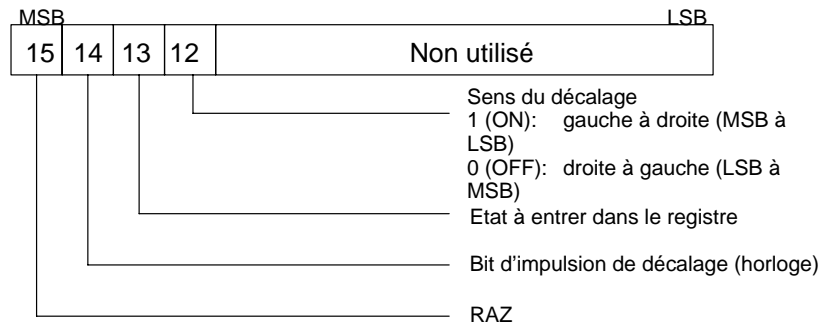 MSB LSB
15 14 13 12 Non utilisé
Sens du décalage
1 (ON): gauche à droite (MSB à
LSB)
0 (OFF): droite à gauche (LSB à
MSB)
Etat à entrer dans le registre
Bit d'impulsion de décalage (horloge)
RAZ